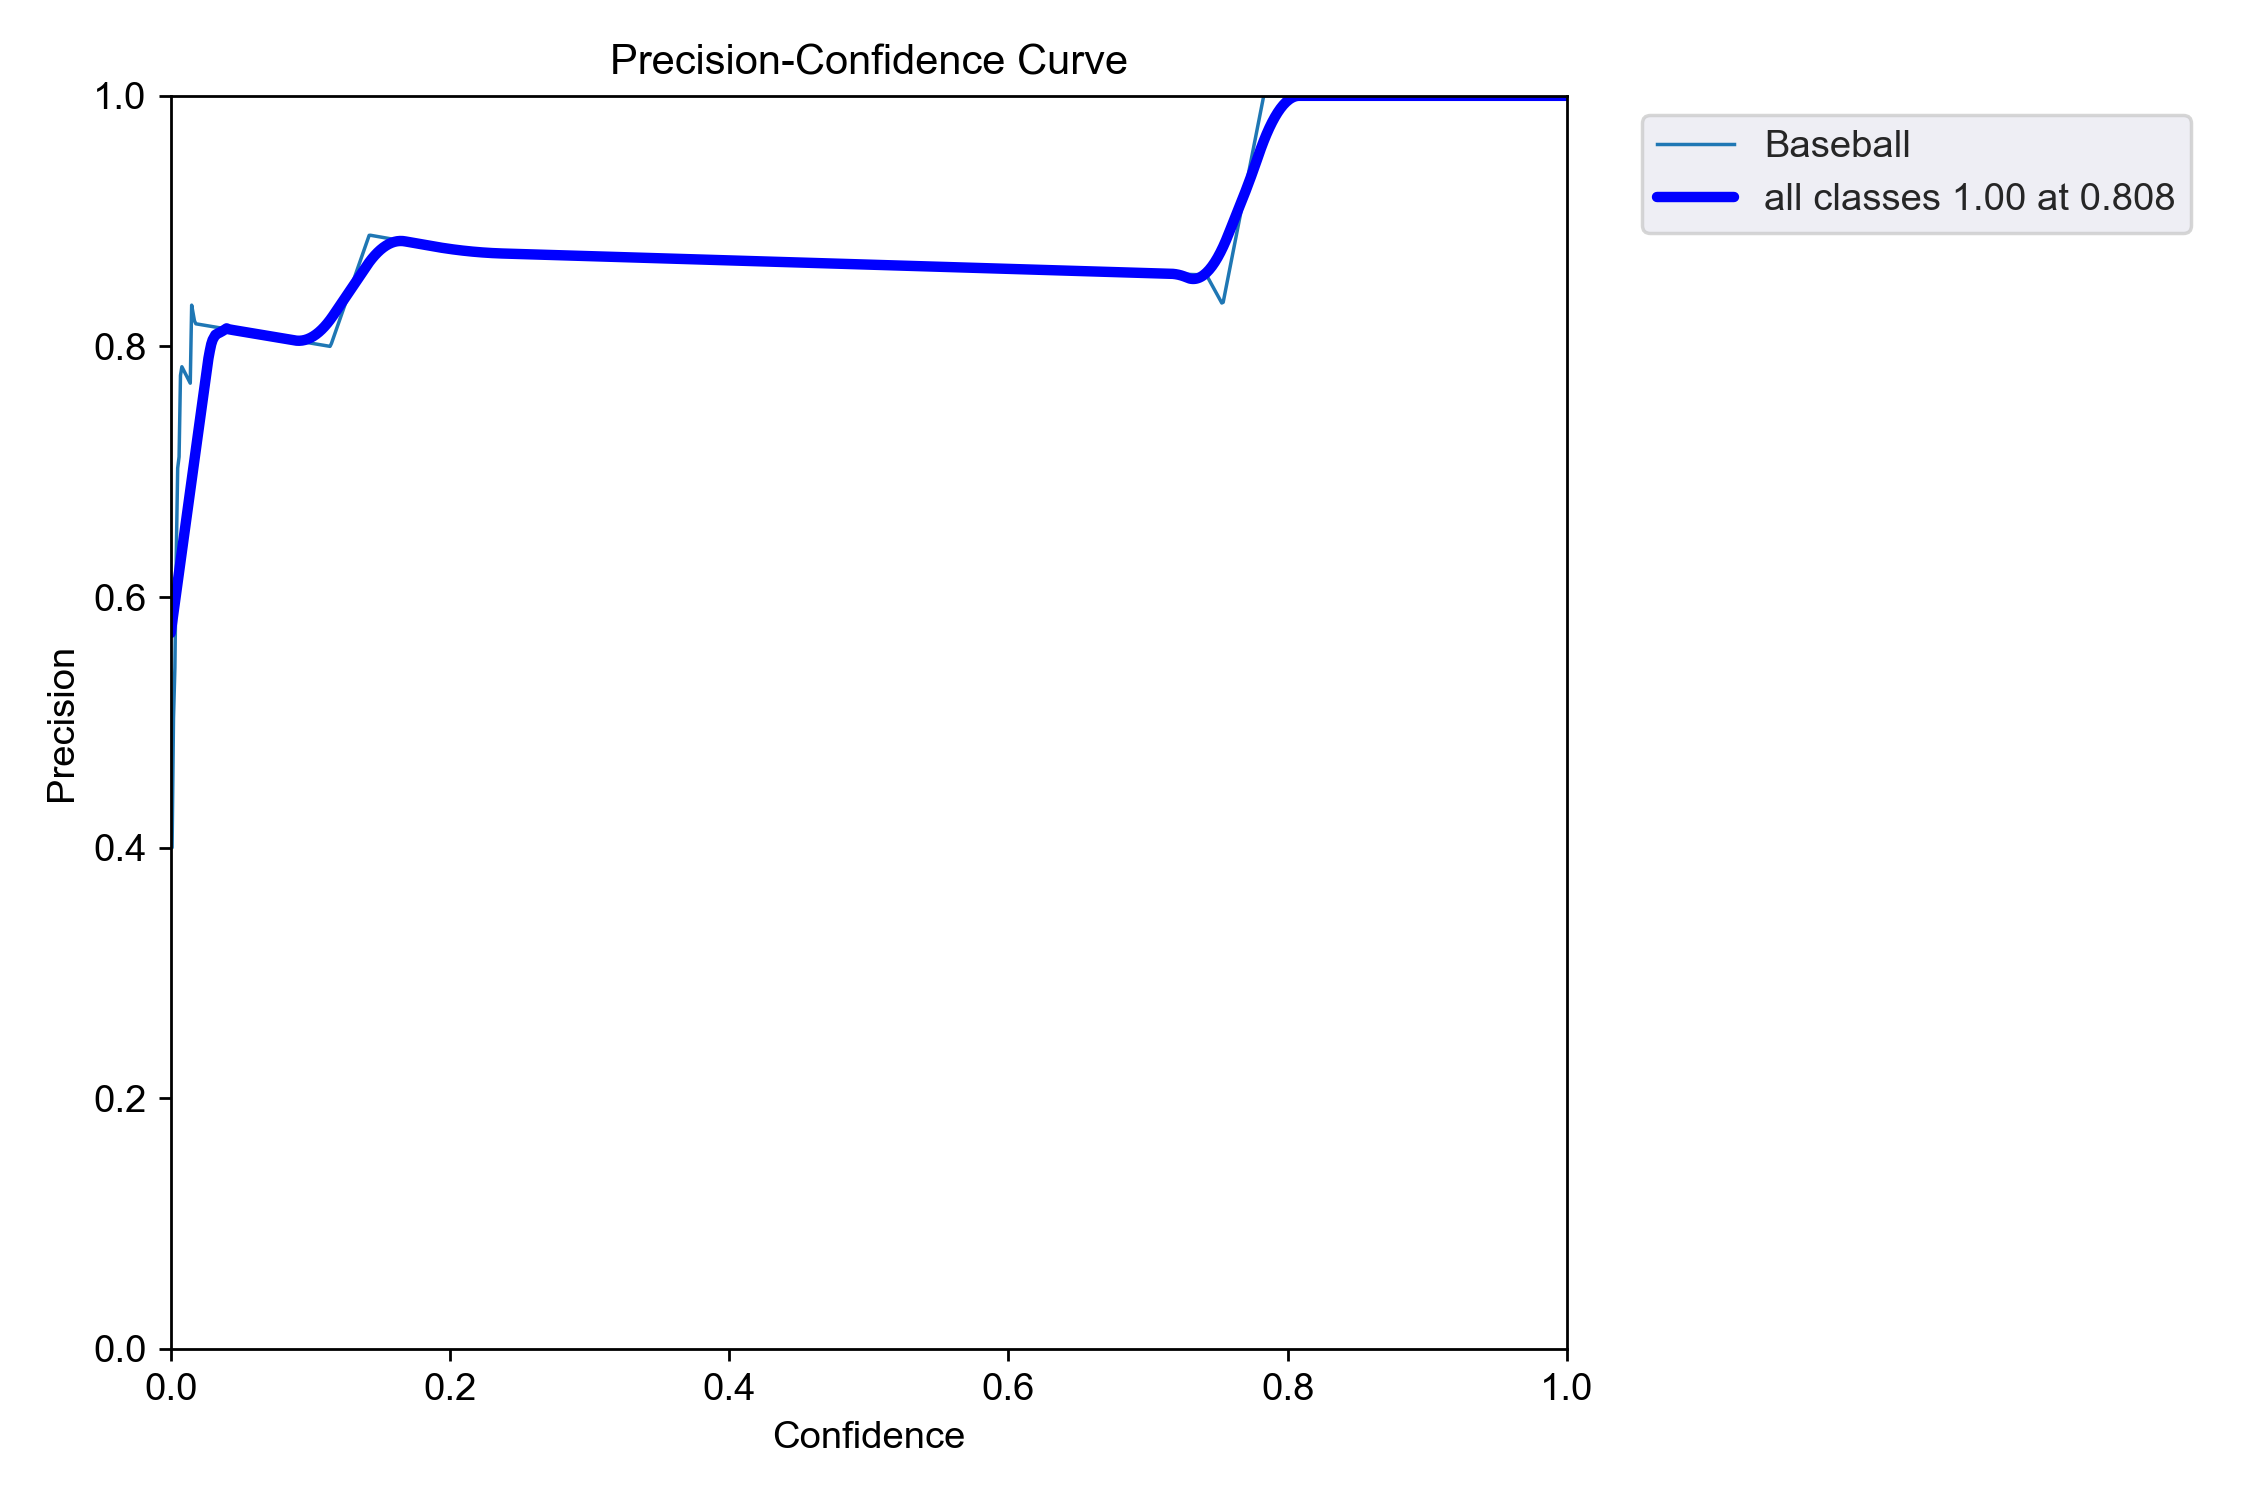 Precision-Confidence Curve
1.0
0.8
0.6
0.4
0.2
0.0
Precision
0.0 0.2 0.4 0.6 0.8 1.0
Confidence
Baseball
all classes 1.00 at 0.808